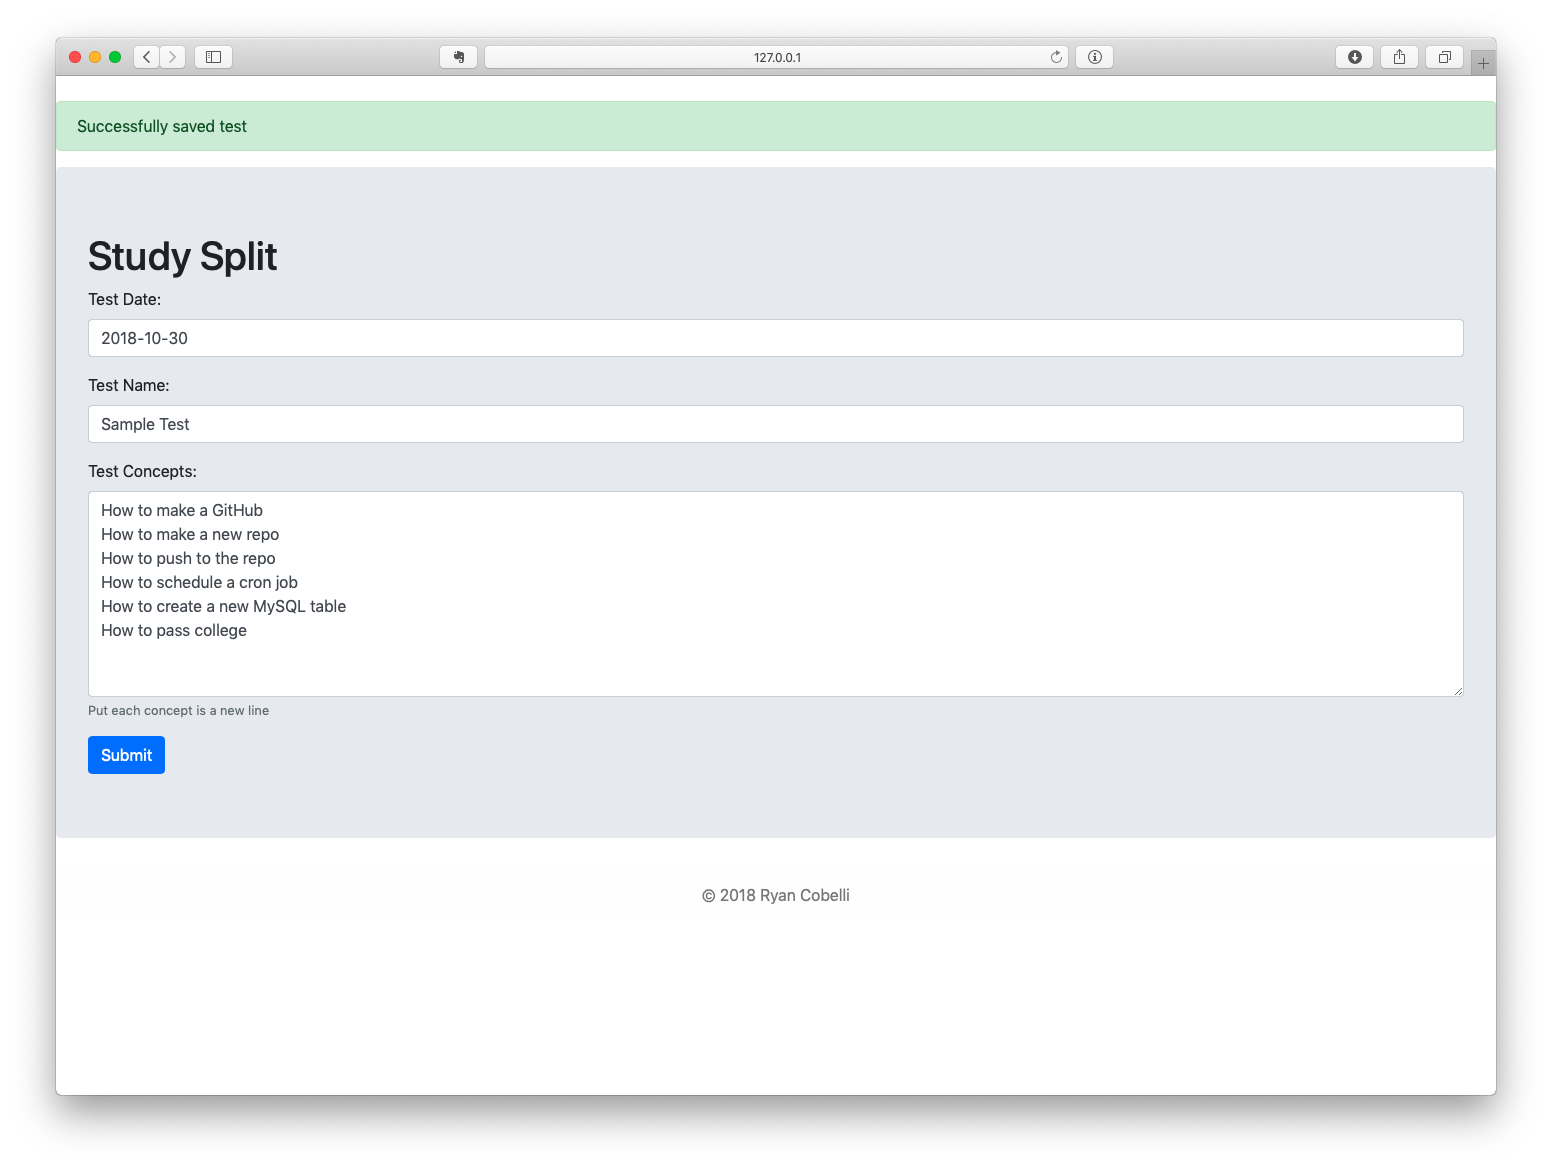 127.0.0.1
Successfully saved test
Study Split
Test Date:
2018-10-30
Test Name:
Sample Test
Test Concepts:
How to make a GitHub
How to make a new repo
How to push to the repo
How to schedule a cron job
How to create a new MySQL table
How to pass college
Put each concept is a new line
Submit
© 2018 Ryan Cobelli